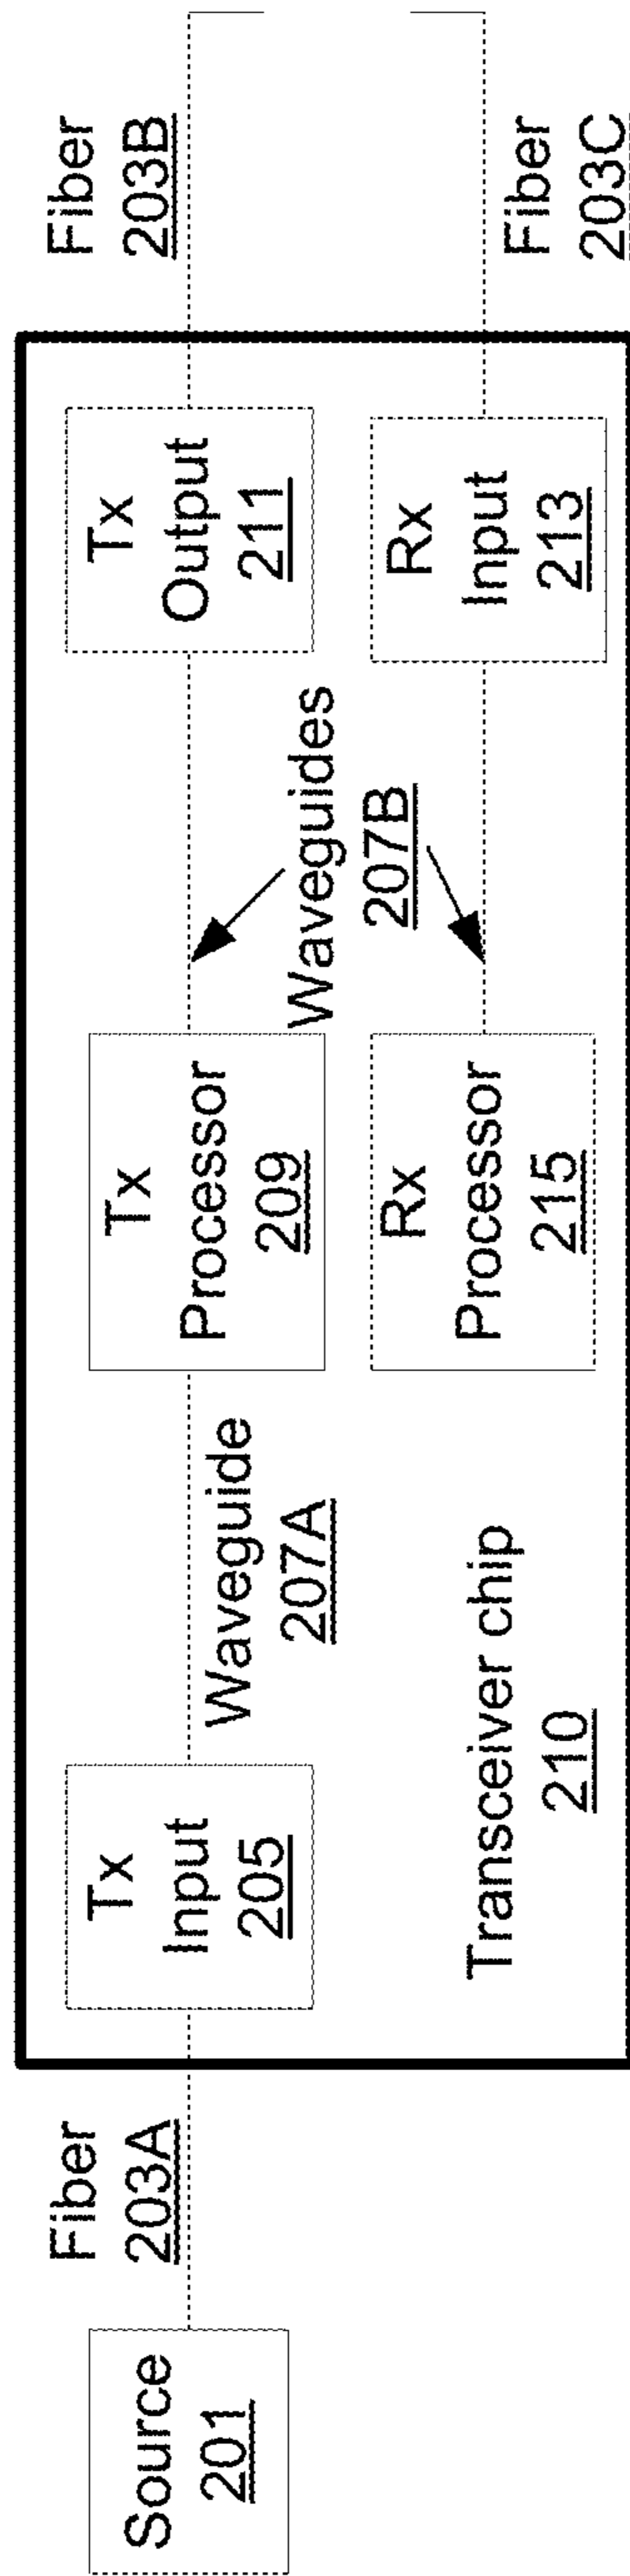 Source
201
Fiber
203A
Tx
Input
205
Waveguide
207A
Transceiver chip
210
Tx
Processor
209
Rx
Processor
215
Waveguides
207B
Tx
Output
211
Rx
Input
213
Fiber
203B
Fiber
203C